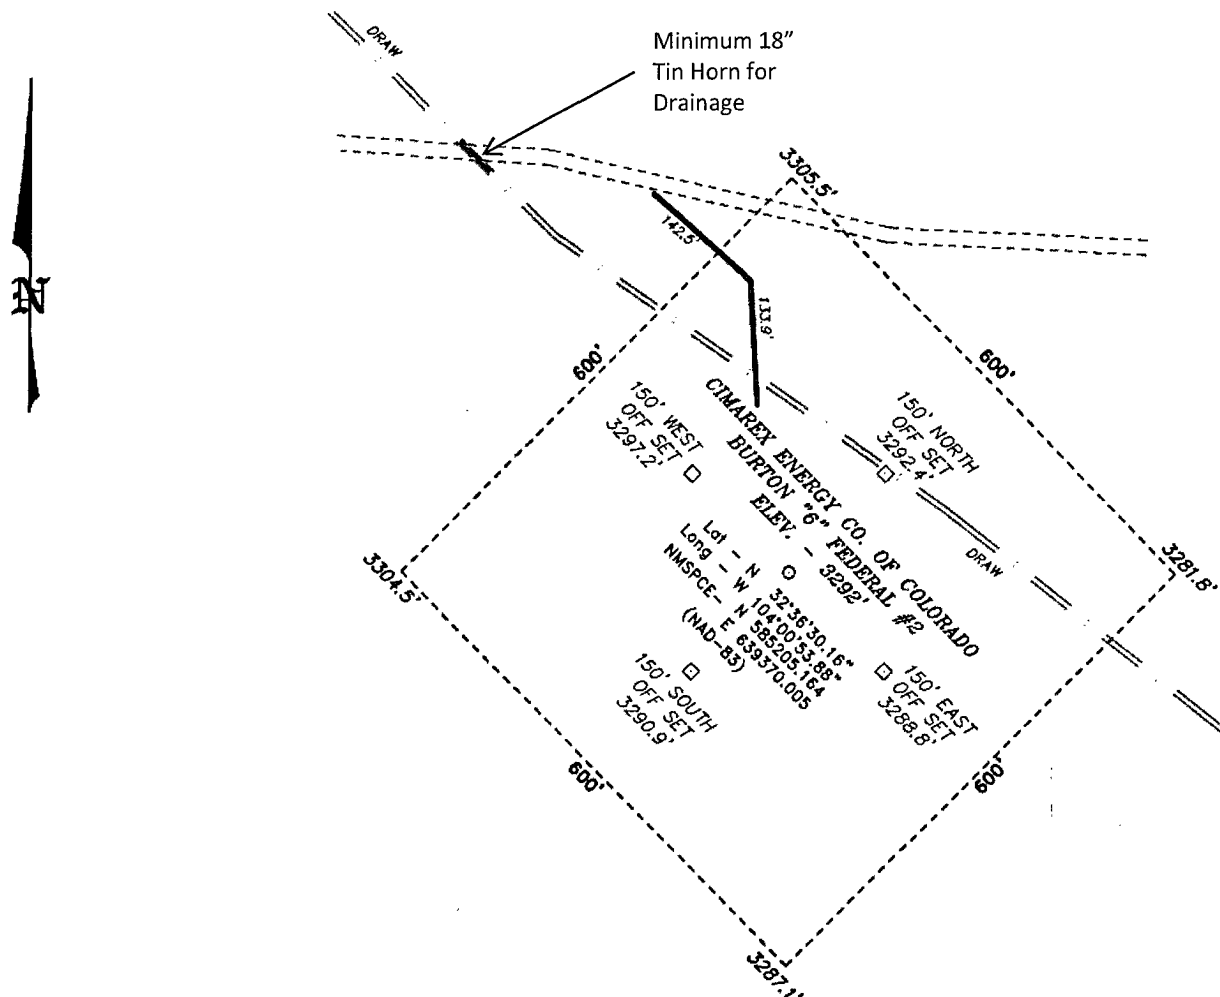 DRAW
Minimum 18"
Tin Horn for
Drainage
3305.5'
142.5'
133.9'
N
600'
600'
150' WEST
OFF SET
3297.2'
150' NORTH
OFF SET
3292.4'
CIMAREX ENERGY CO. OF COLORADO
BURTON "6" FEDERAL #2
ELEV. - 3292'
Lat - N 32°36'30.16"
Long - W 104°00'53.88"
NMSPCE- N 585205.164
E 639370.005
(NAD-83)
DRAW
3304.5'
3281.8'
150' SOUTH
OFF SET
3290.9'
150' EAST
OFF SET
3288.8'
600'
600'
3287.1'